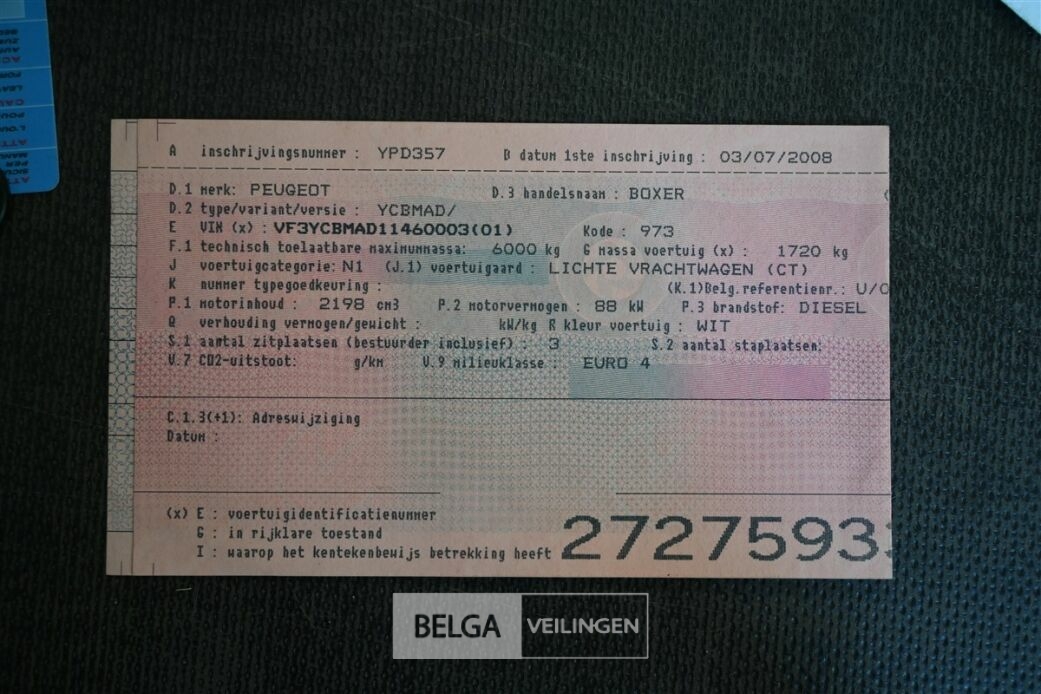 A inschrijvingsnummer : YPD357 B datum 1ste inschrijving : 03/07/2008
D.1 merk: PEUGEOT D.3 handelsnaam : BOXER
D.2 type/variant/versie : YCBMAD/
E VIN (x) : VF3YCBMAD11460003(01) Kode : 973
F.1 technisch toelaatbare maximummassa: 6000 kg G massa voertuig (x) : 1720 kg
J voertuigcategorie: N1 (J.1) voertuigaard : LICHTE VRACHTWAGEN (CT)
K nummer typegoedkeuring : (K.1)Belg.referentienr.: U/0
P.1 motorinhoud : 2198 cm3 P.2 motorvermogen : 88 kW P.3 brandstof: DIESEL
Q verhouding vermogen/gewicht : kW/kg R kleur voertuig : WIT
S.1 aantal zitplaatsen (bestuurder inclusief) : 3 S.2 aantal staplaatsen:
V.7 CO2-uitstoot: g/km V.9 milieuklasse : EURO 4
C.1.3(+1): Adreswijziging
Datum :
(x) E : voertuigidentificatienummer
G : in rijklare toestand
I : waarop het kentekenbewijs betrekking heeft 27275933
BELGA VEILINGEN